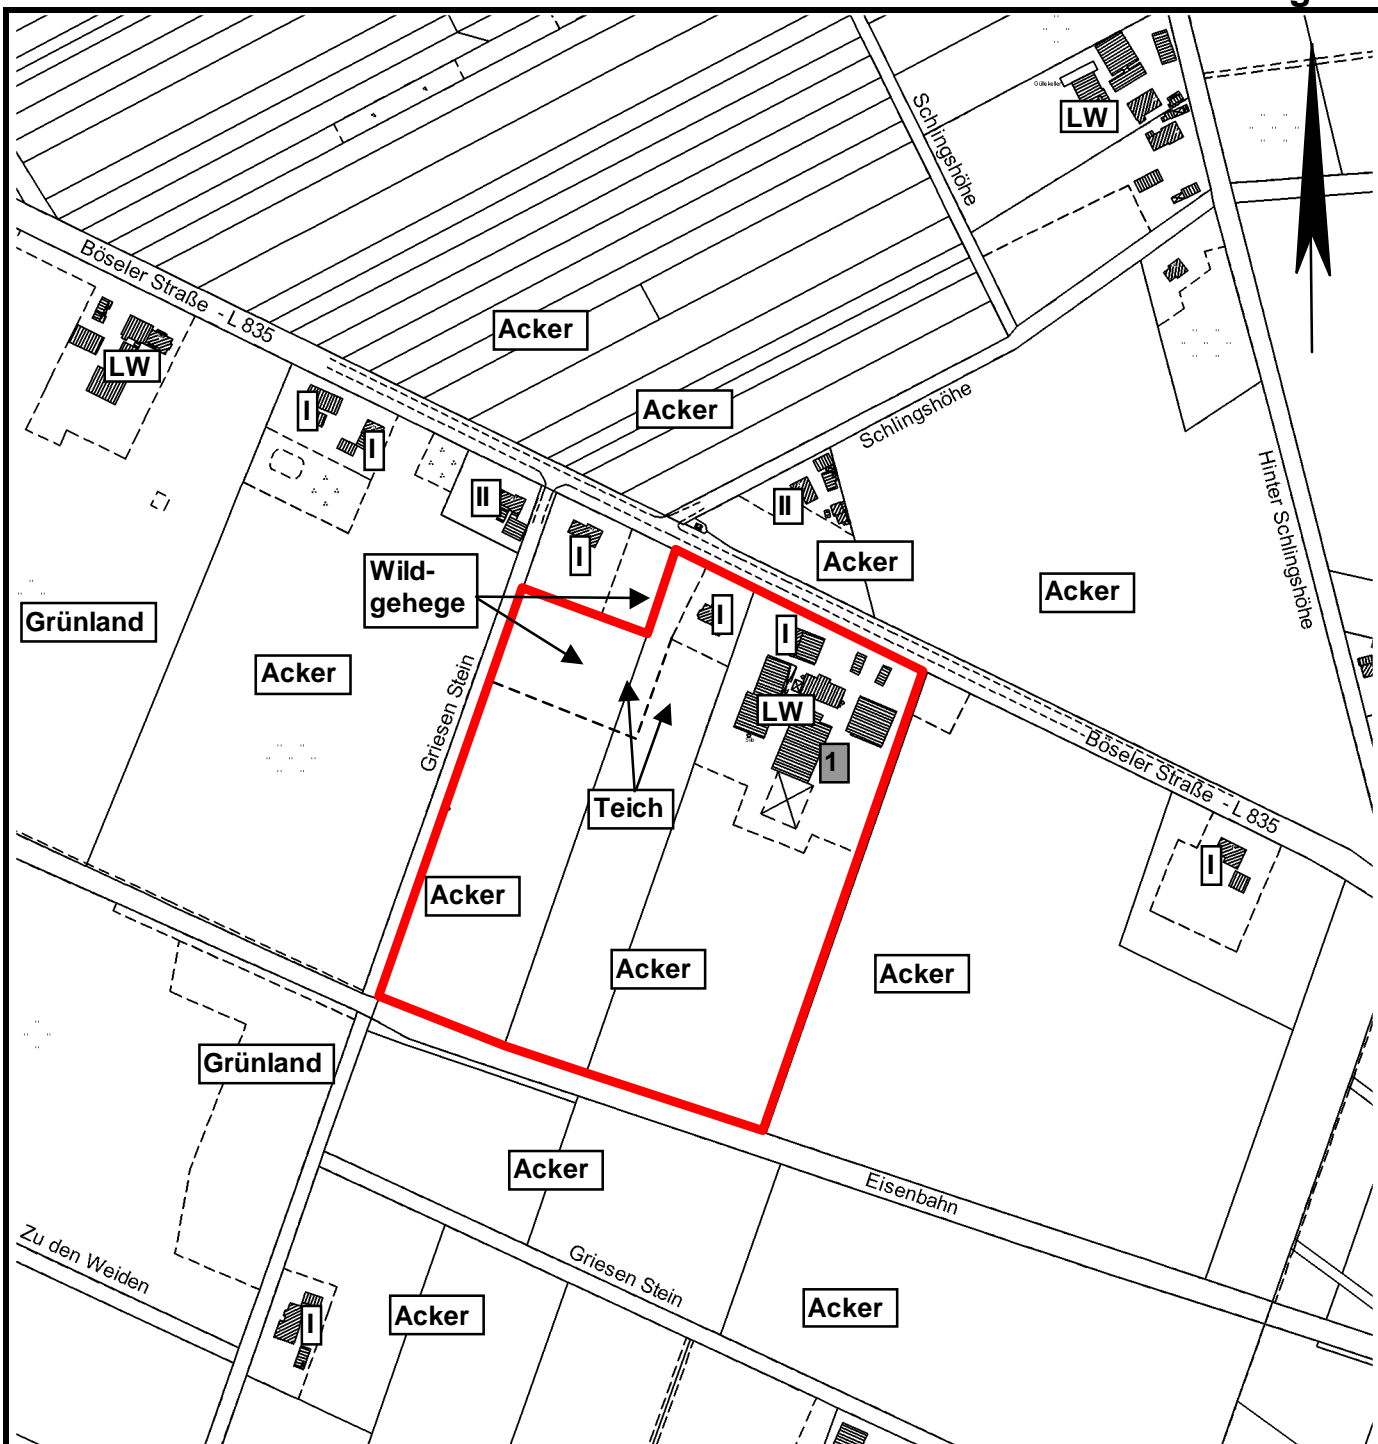 g
Schlingshöhe
Güllekeller
LW
Böseler Straße - L 835
Acker
LW
Acker
I
I
Schlingshöhe
Hinter Schlingshöhe
II
II
I
Acker
Wild-
gehege
Acker
I
I
Grünland
Acker
Griesen Stein
LW
1
Böseler Straße - L 835
Teich
I
Acker
Acker
Acker
Grünland
Acker
Eisenbahn
Zu den Weiden
Griesen Stein
I
Acker
Acker